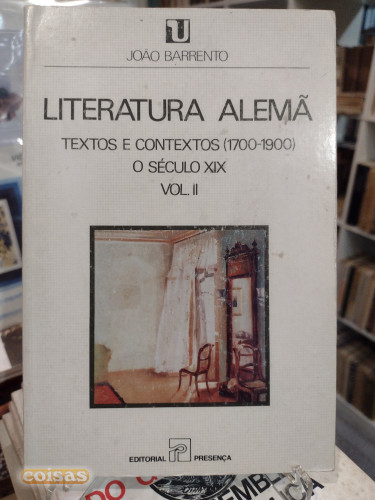 U
JOÃO BARRENTO
LITERATURA ALEMÃ
TEXTOS E CONTEXTOS (1700-1900)
O SÉCULO XIX
VOL. II
EDITORIAL PRESENÇA
coisas